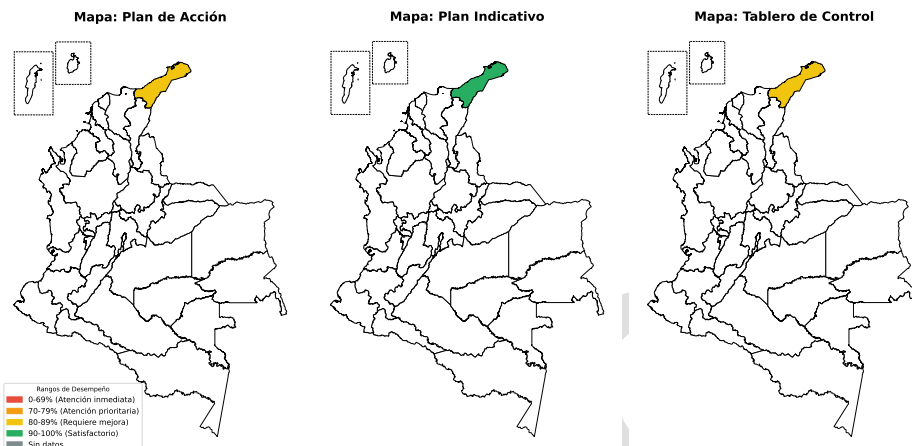 Mapa: Plan de Acción
Mapa: Plan Indicativo
Mapa: Tablero de Control
Rangos de Desempeño
0-69% (Atención inmediata)
70-79% (Atención prioritaria)
80-89% (Requiere mejora)
90-100% (Satisfactorio)
Sin datos